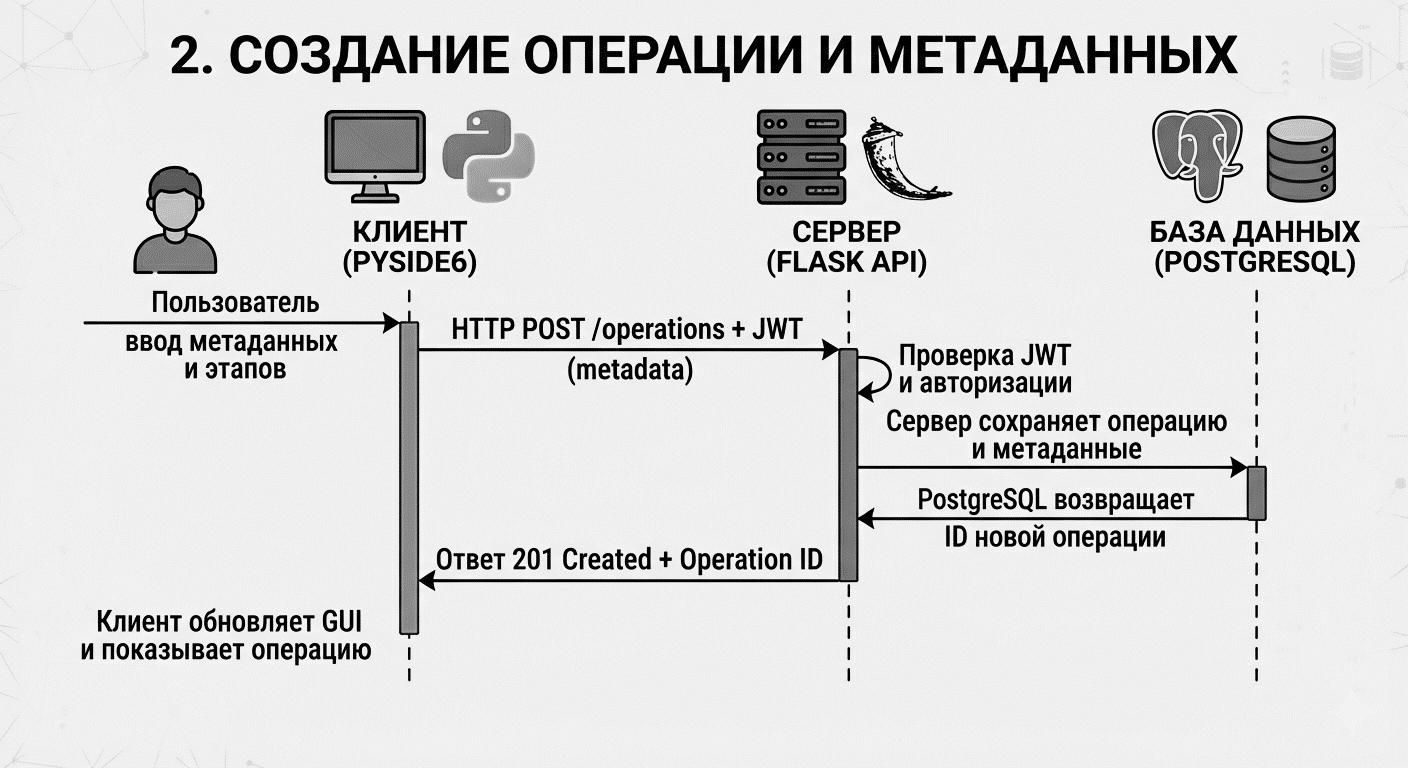 2. СОЗДАНИЕ ОПЕРАЦИИ И МЕТАДАННЫХ
КЛИЕНТ
(PYSIDE6)
СЕРВЕР
(FLASK API)
БАЗА ДАННЫХ
(POSTGRESQL)
Пользователь
ввод метаданных
и этапов
HTTP POST /operations + JWT
(metadata)
Проверка JWT
и авторизации
Сервер сохраняет операцию
и метаданные
PostgreSQL возвращает
ID новой операции
Ответ 201 Created + Operation ID
Клиент обновляет GUI
и показывает операцию